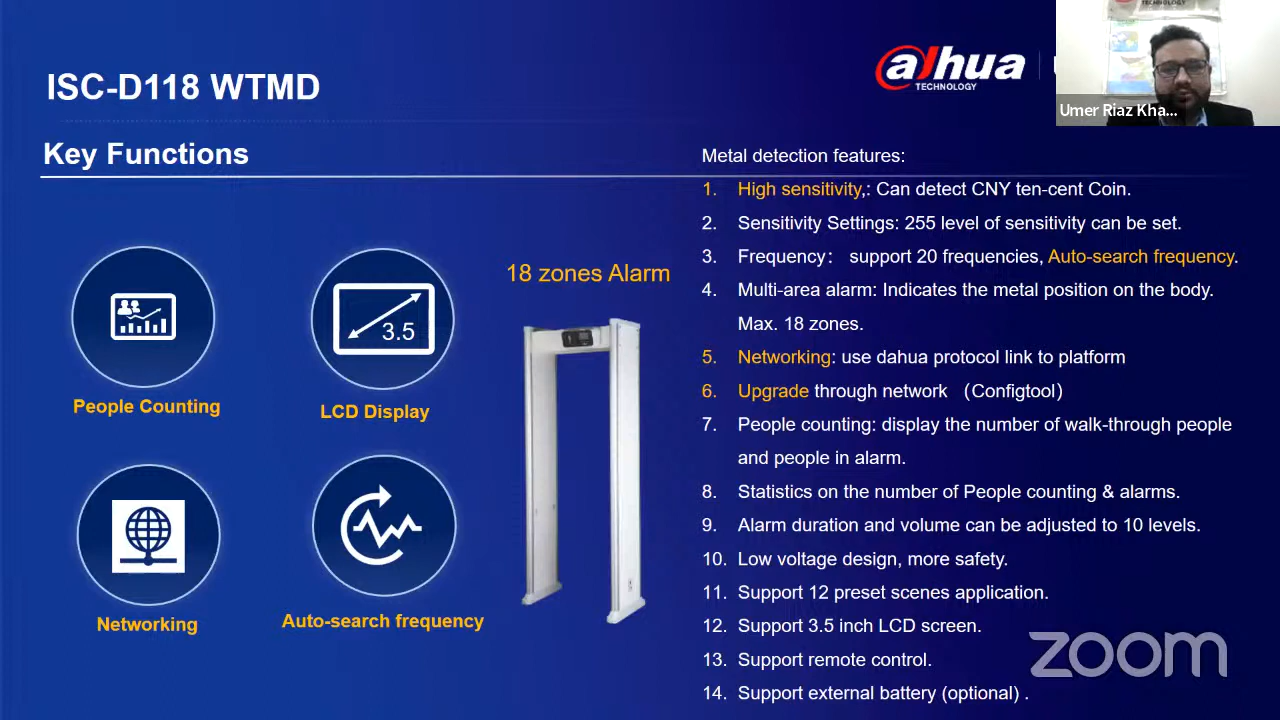 ISC-D118 WTMD
alhua
TECHNOLOGY
TECHNOLOGY
Umer Riaz Kha...
Key Functions
People Counting
3.5
LCD Display
Networking
Auto-search frequency
18 zones Alarm
Metal detection features:
1. High sensitivity,: Can detect CNY ten-cent Coin.
2. Sensitivity Settings: 255 level of sensitivity can be set.
3. Frequency： support 20 frequencies, Auto-search frequency.
4. Multi-area alarm: Indicates the metal position on the body.
Max. 18 zones.
5. Networking: use dahua protocol link to platform
6. Upgrade through network （Configtool）
7. People counting: display the number of walk-through people
and people in alarm.
8. Statistics on the number of People counting & alarms.
9. Alarm duration and volume can be adjusted to 10 levels.
10. Low voltage design, more safety.
11. Support 12 preset scenes application.
12. Support 3.5 inch LCD screen.
13. Support remote control.
14. Support external battery (optional) .
zoom